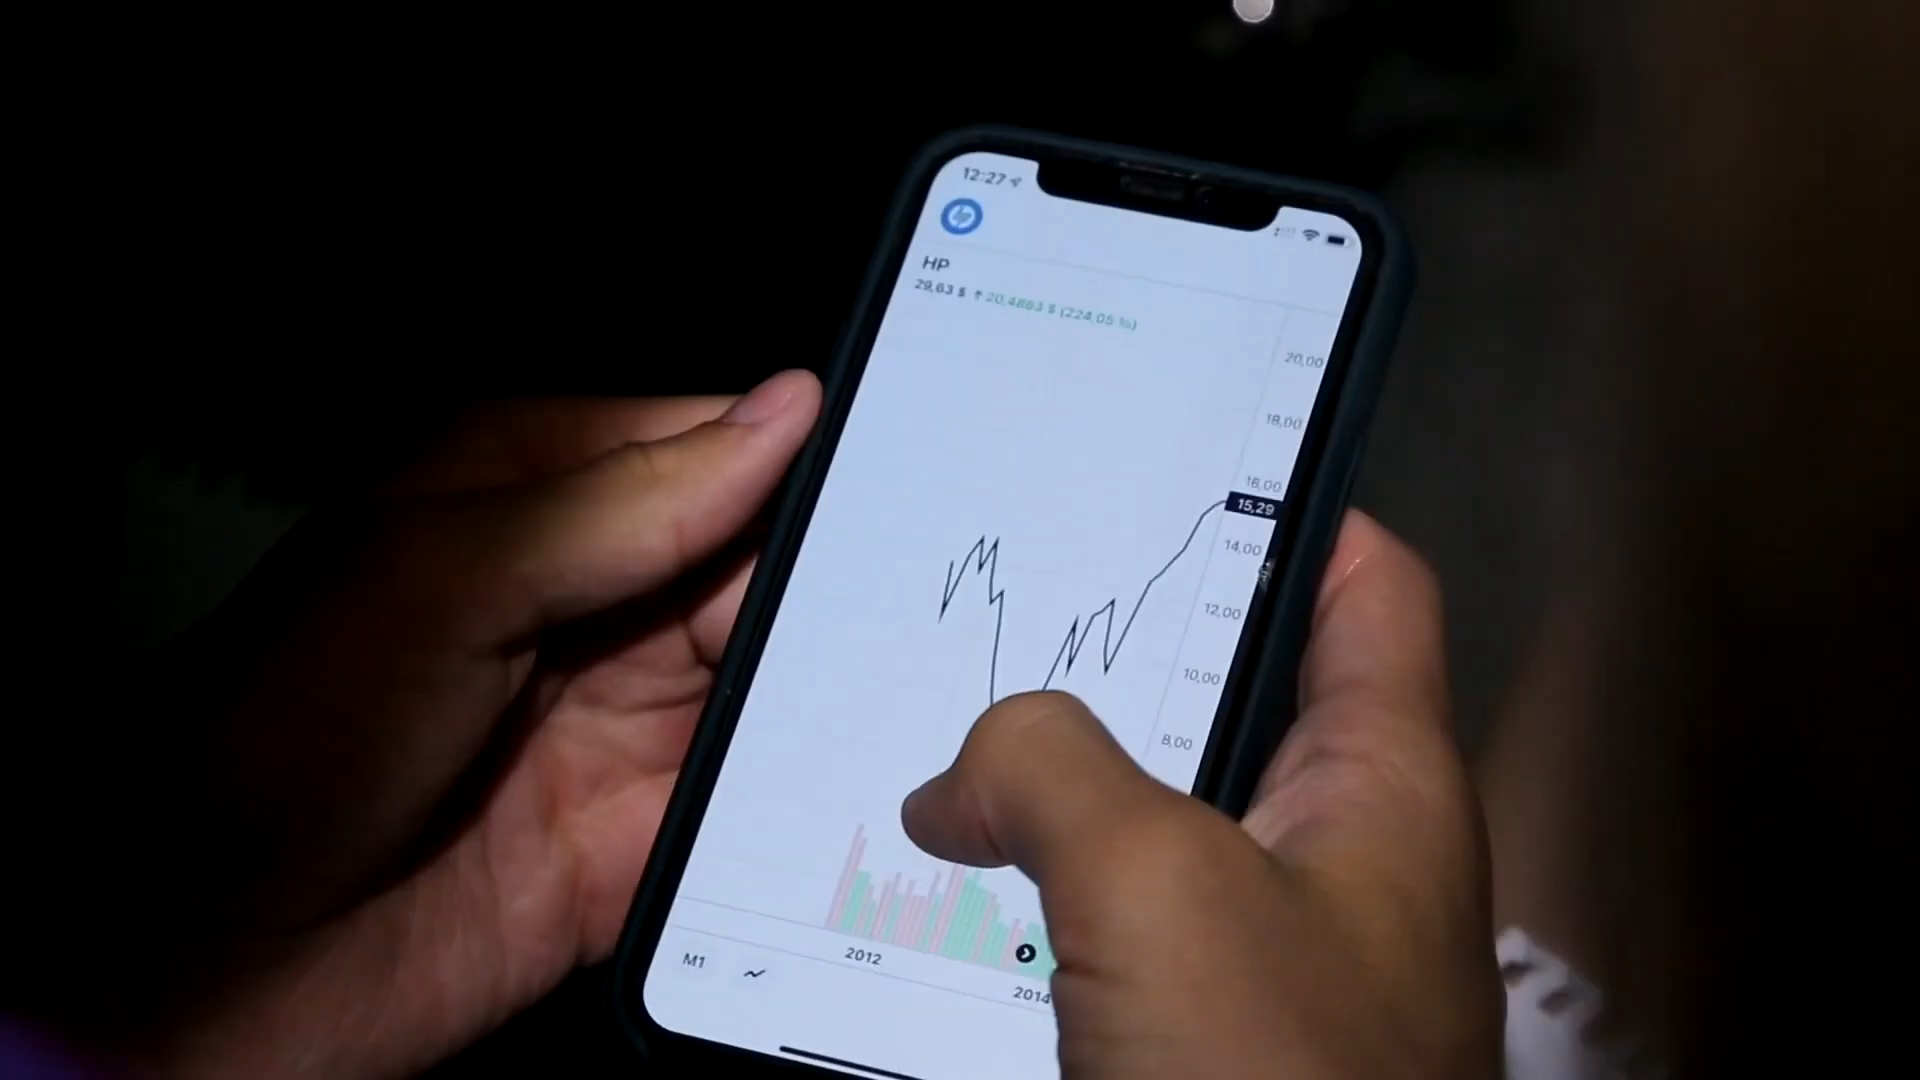 12:27
hp
HP
29,63 $ ↑ 20,4863 $ (224,05 %)
20,00
18,00
16,00
15,29
14,00
12,00
10,00
8,00
2012
2014
M1